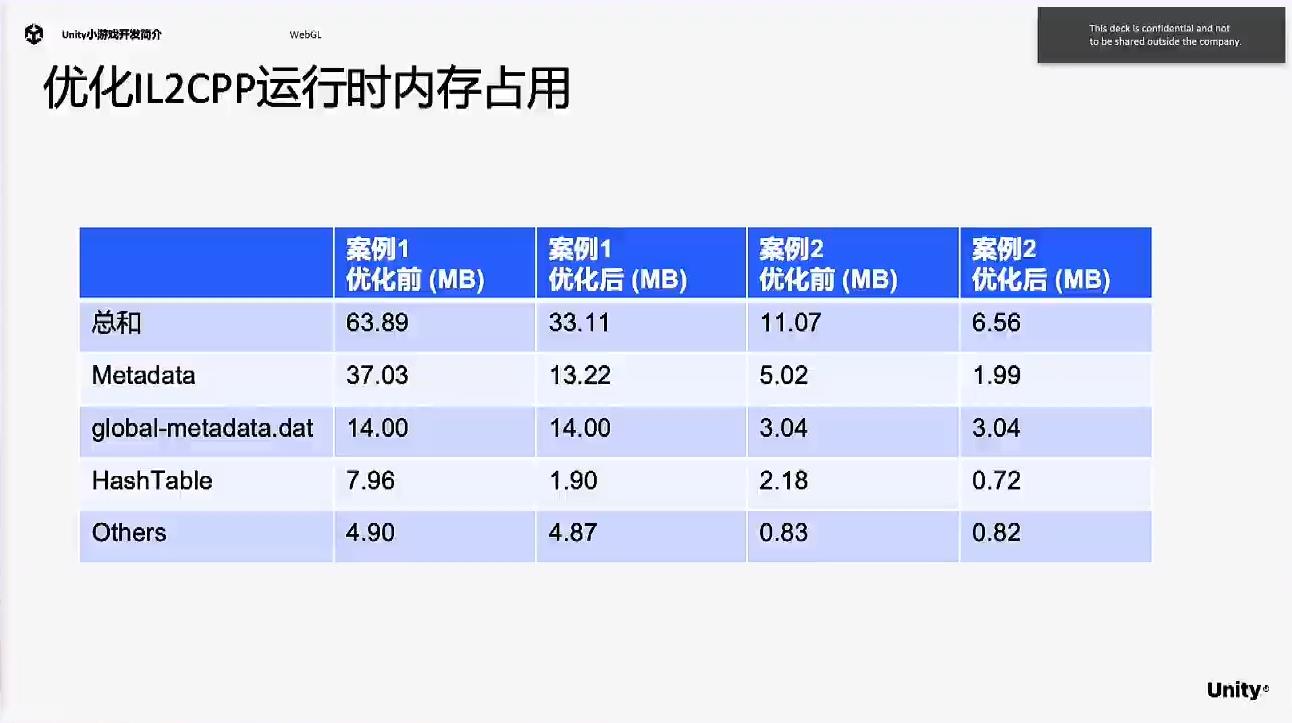 Unity小游戏开发简介
WebGL
This deck is confidential and not
to be shared outside the company.
优化IL2CPP运行时内存占用
案例1 优化前 (MB) 案例1 优化后 (MB) 案例2 优化前 (MB) 案例2 优化后 (MB)
总和 63.89 33.11 11.07 6.56
Metadata 37.03 13.22 5.02 1.99
global-metadata.dat 14.00 14.00 3.04 3.04
HashTable 7.96 1.90 2.18 0.72
Others 4.90 4.87 0.83 0.82
Unity®